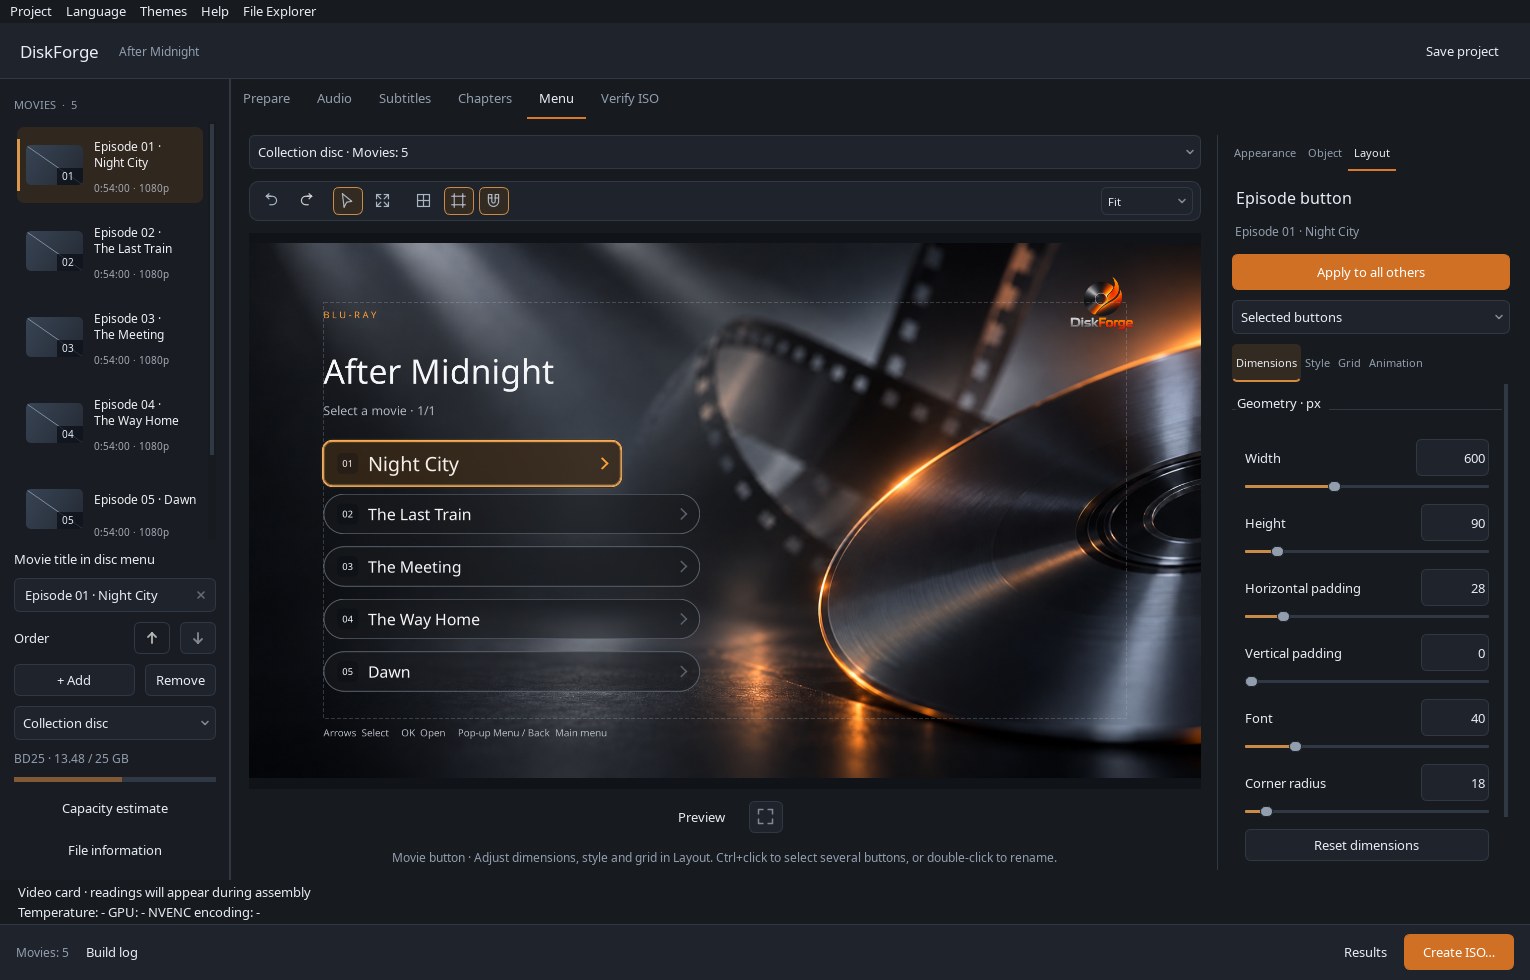 Project Language Themes Help File Explorer
DiskForge After Midnight Save project
MOVIES · 5
Episode 01 ·
Night City
01
0:54:00 · 1080p
Episode 02 ·
The Last Train
02
0:54:00 · 1080p
Episode 03 ·
The Meeting
03
0:54:00 · 1080p
Episode 04 ·
The Way Home
04
0:54:00 · 1080p
Episode 05 · Dawn
05
0:54:00 · 1080p
Movie title in disc menu
Episode 01 · Night City
Order
+ Add Remove
Collection disc
BD25 · 13.48 / 25 GB
Capacity estimate
File information
Prepare Audio Subtitles Chapters Menu Verify ISO
Collection disc · Movies: 5
Fit
BLU-RAY
DiskForge
After Midnight
Select a movie · 1/1
01 Night City
02 The Last Train
03 The Meeting
04 The Way Home
05 Dawn
Arrows Select OK Open Pop-up Menu / Back Main menu
Preview
Movie button · Adjust dimensions, style and grid in Layout. Ctrl+click to select several buttons, or double-click to rename.
Appearance Object Layout
Episode button
Episode 01 · Night City
Apply to all others
Selected buttons
Dimensions Style Grid Animation
Geometry · px
Width 600
Height 90
Horizontal padding 28
Vertical padding 0
Font 40
Corner radius 18
Reset dimensions
Video card · readings will appear during assembly
Temperature: - GPU: - NVENC encoding: -
Movies: 5 Build log Results Create ISO...